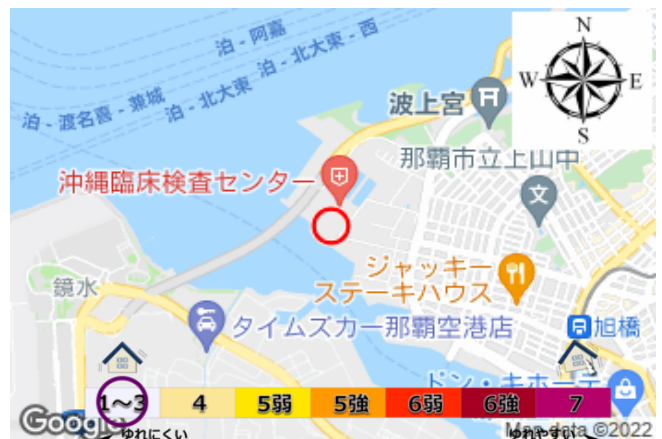 N
W E
S
泊 - 阿嘉
泊 - 北大東 - 西
泊 - 北大東
泊 - 渡名喜 - 兼城
波上宮
那覇市立上山中
沖縄臨床検査センター
ジャッキー
ステーキハウス
鏡水
タイムズカー那覇空港店
旭橋
ドン・キホーテ
1～3 4 5弱 5強 6弱 6強 7
Google
ゆれにくい ゆれやすい
Map data ©2022